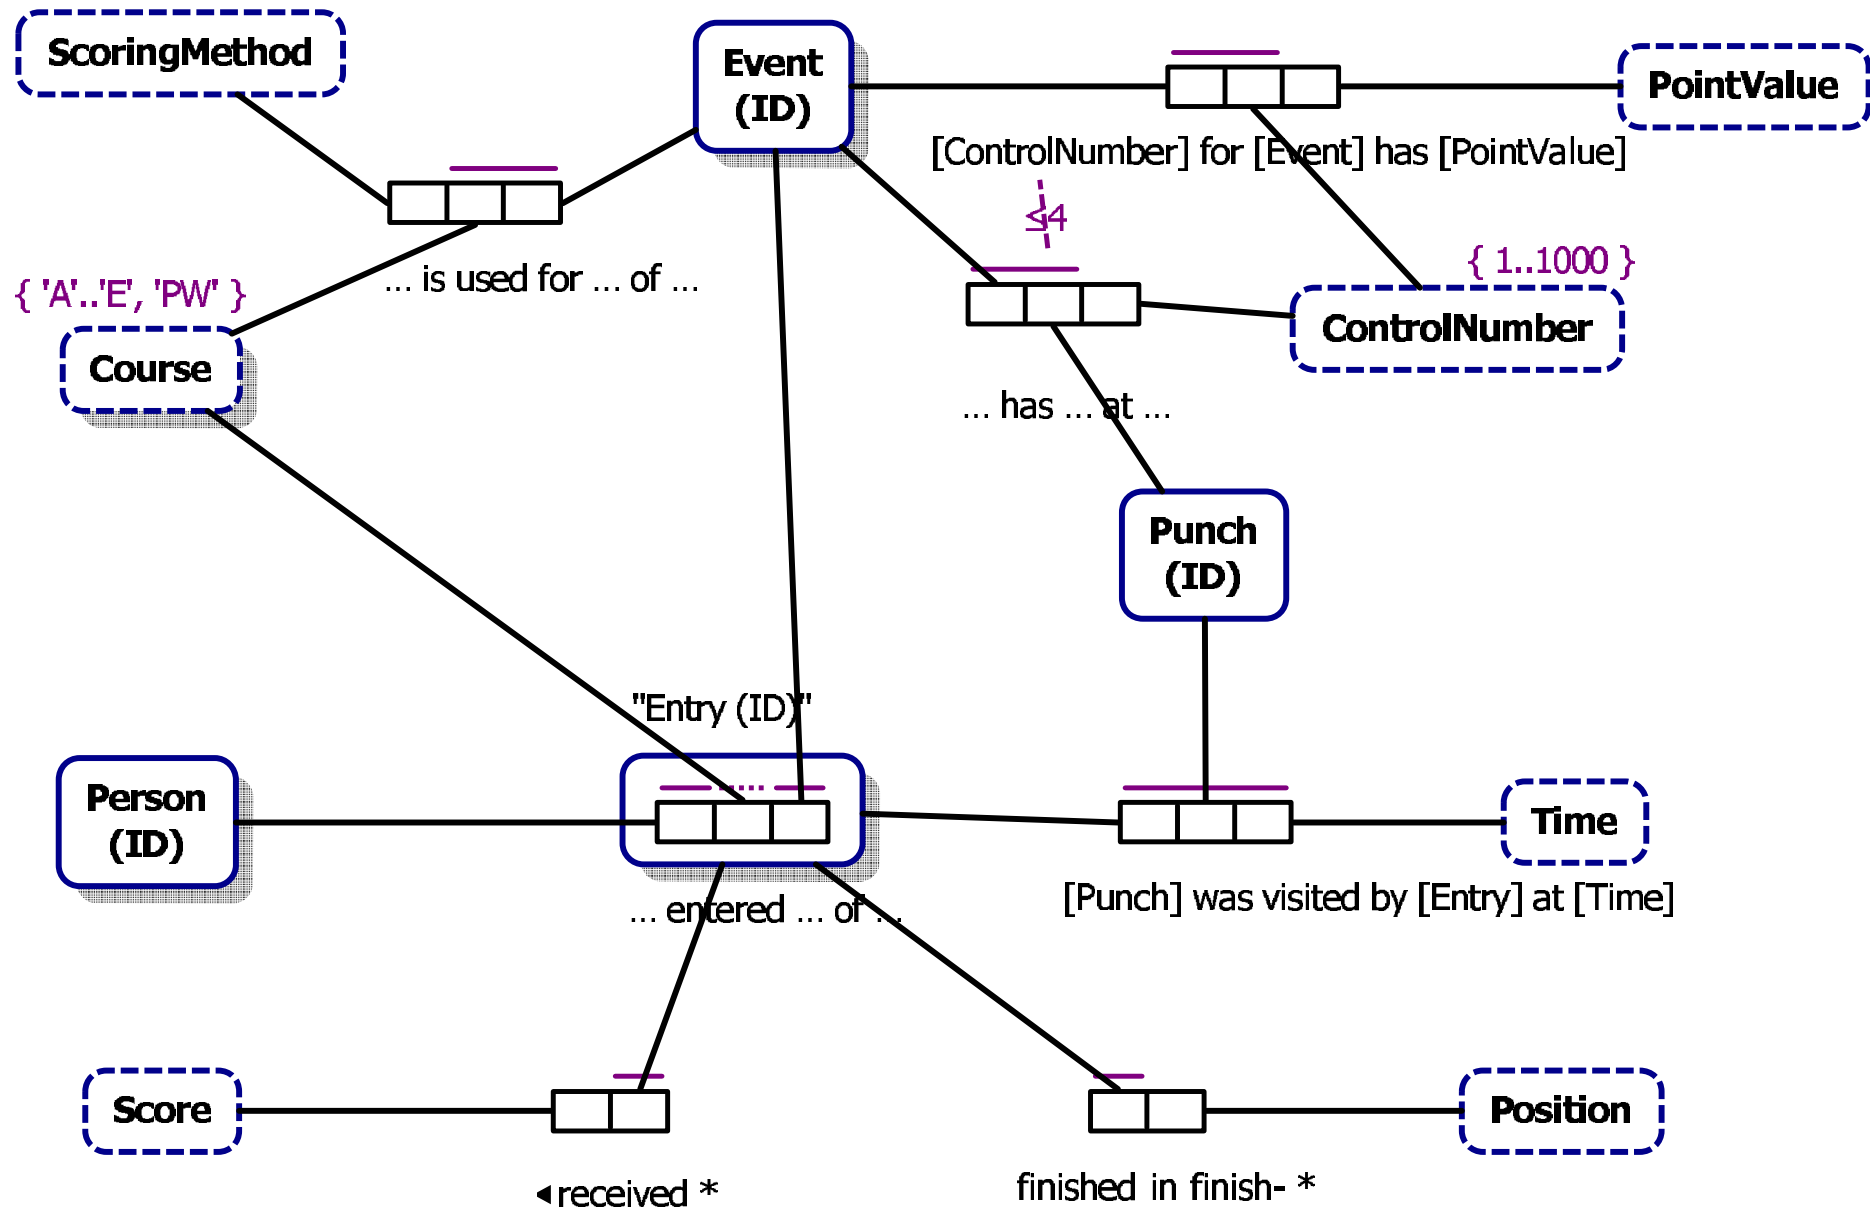 ScoringMethod
Event
(ID)
PointValue
[ControlNumber] for [Event] has [PointValue]
≤4
{ 'A'..'E', 'PW' }
... is used for ... of ...
{ 1..1000 }
ControlNumber
Course
... has ... at ...
Punch
(ID)
"Entry (ID)"
Person
(ID)
Time
... entered ... of ...
[Punch] was visited by [Entry] at [Time]
Score
Position
◄ received *
finished in finish- *